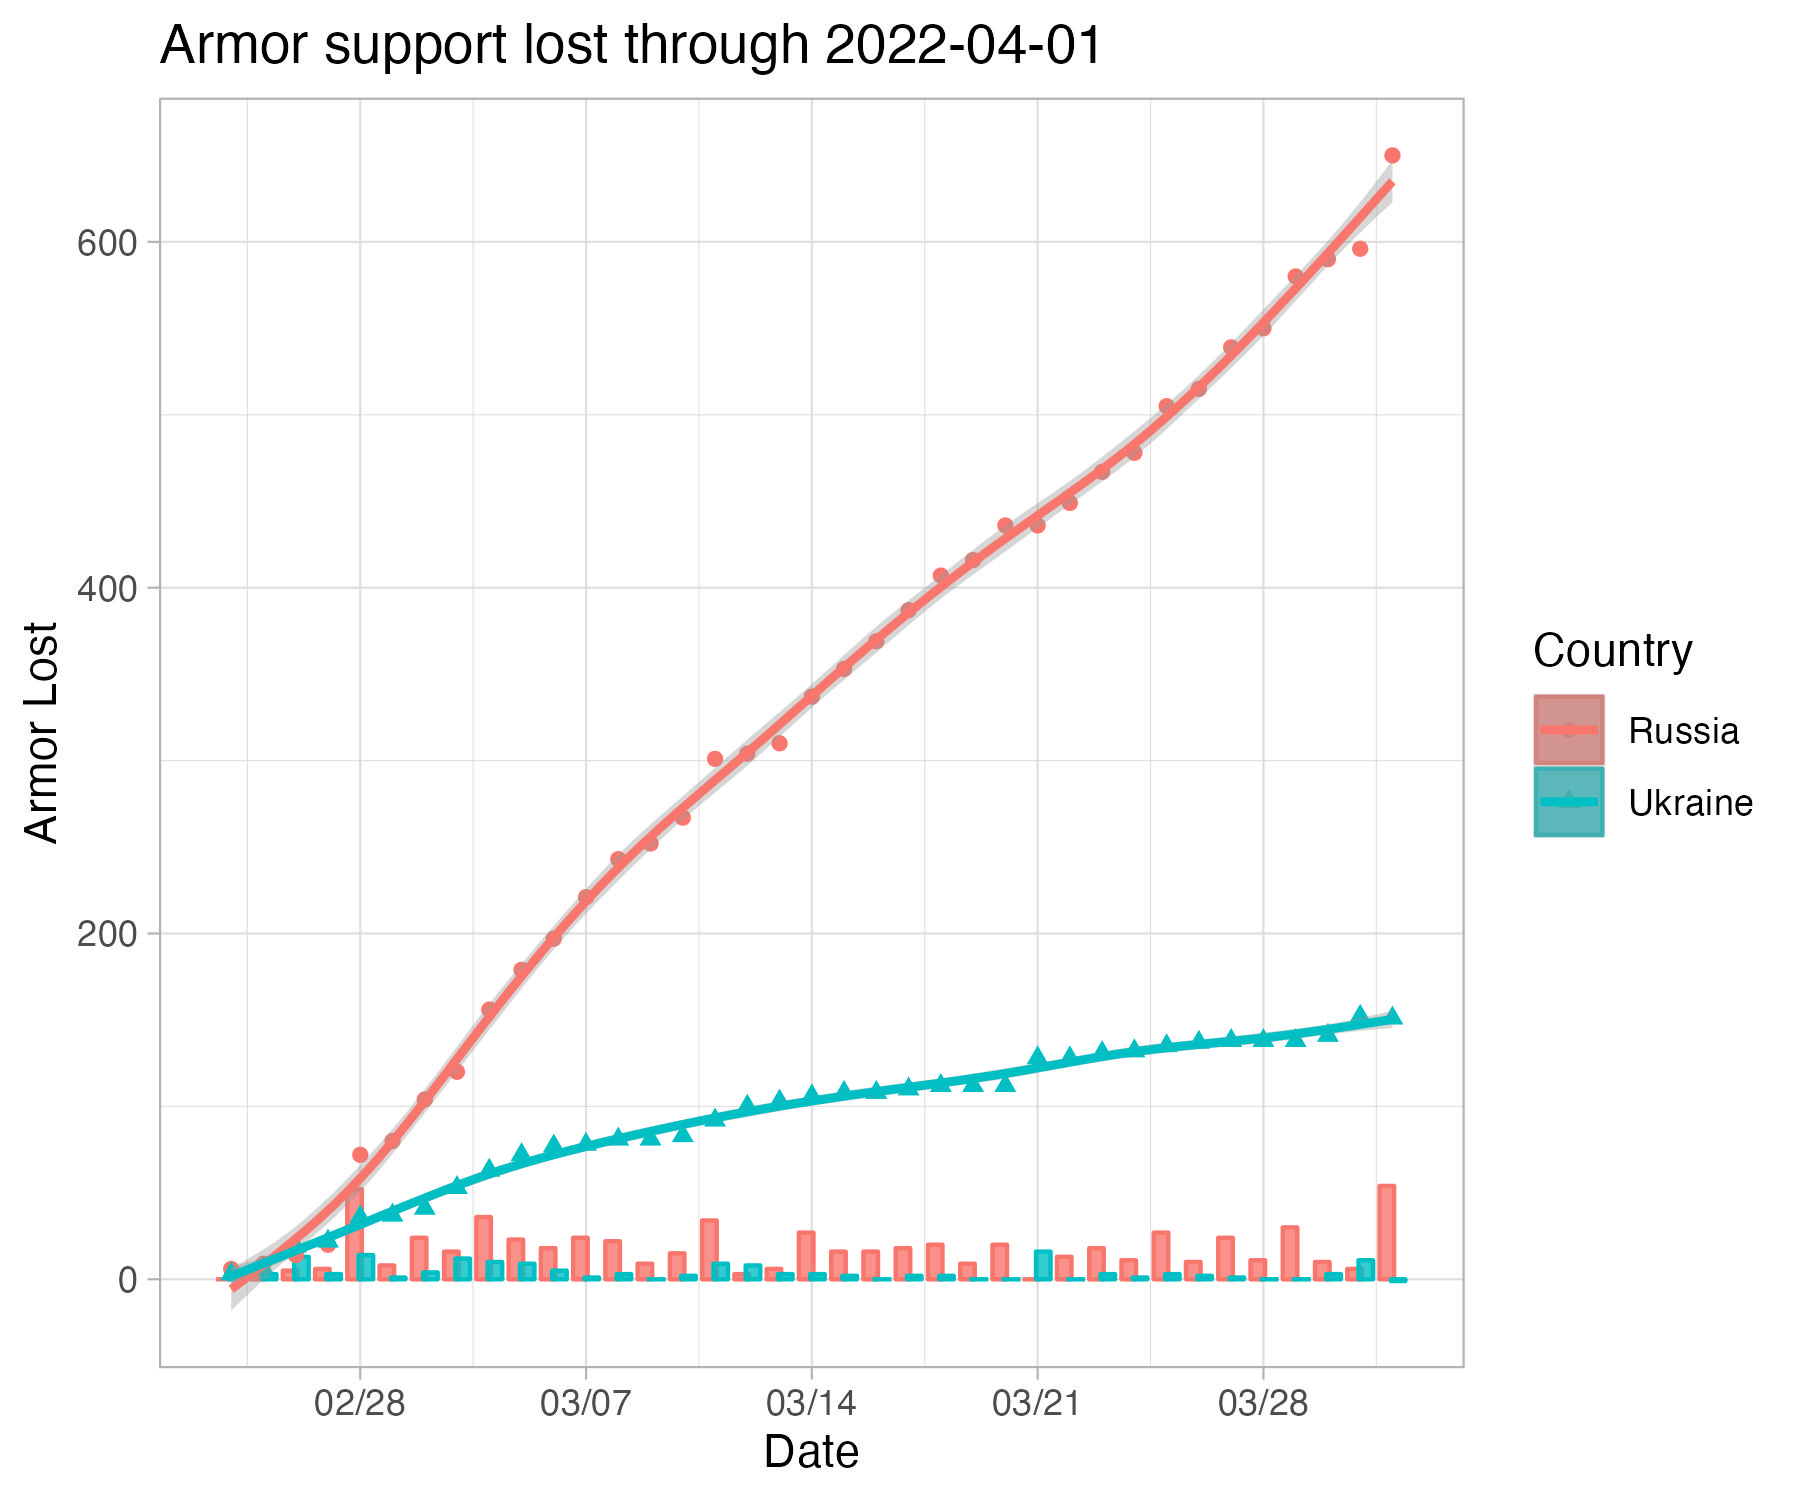 Armor support lost through 2022-04-01
Armor Lost
600
400
200
0
02/28 03/07 03/14 03/21 03/28
Date
Country
Russia
Ukraine